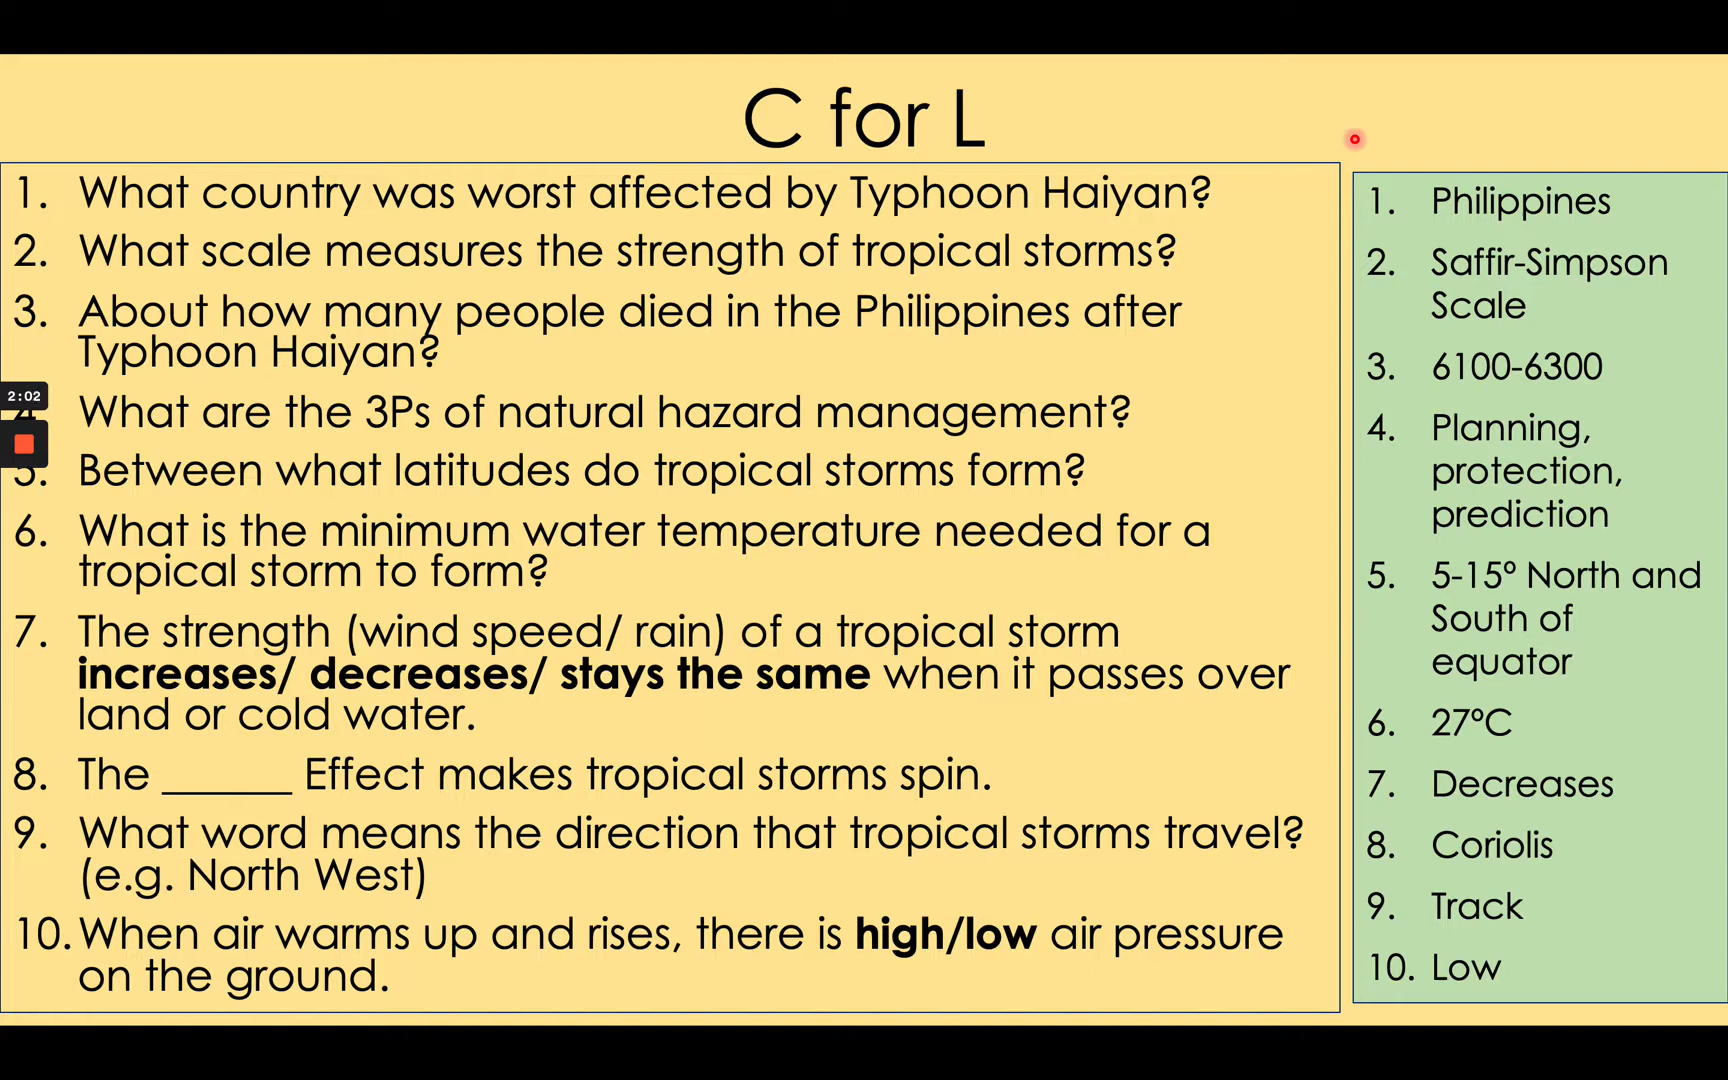 C for L
1. What country was worst affected by Typhoon Haiyan?
2. What scale measures the strength of tropical storms?
3. About how many people died in the Philippines after
Typhoon Haiyan?
4. What are the 3Ps of natural hazard management?
5. Between what latitudes do tropical storms form?
6. What is the minimum water temperature needed for a
tropical storm to form?
7. The strength (wind speed/ rain) of a tropical storm
increases/ decreases/ stays the same when it passes over
land or cold water.
8. The ______ Effect makes tropical storms spin.
9. What word means the direction that tropical storms travel?
(e.g. North West)
10. When air warms up and rises, there is high/low air pressure
on the ground.
1. Philippines
2. Saffir-Simpson
Scale
3. 6100-6300
4. Planning,
protection,
prediction
5. 5-15º North and
South of
equator
6. 27ºC
7. Decreases
8. Coriolis
9. Track
10. Low
2:02